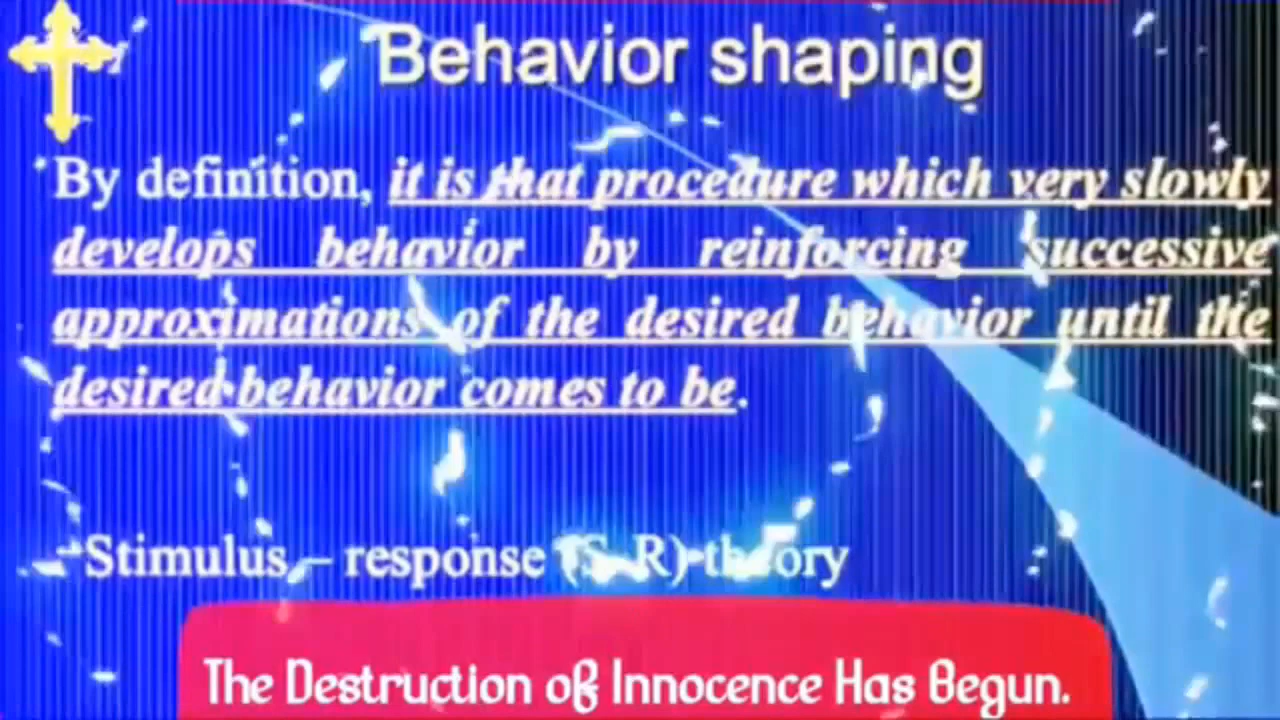 Behavior shaping
By definition, it is that procedure which very slowly
develops behavior by reinforcing successive
approximations of the desired behavior until the
desired behavior comes to be.
-Stimulus – response (S-R) theory
The Destruction of Innocence Has Begun.